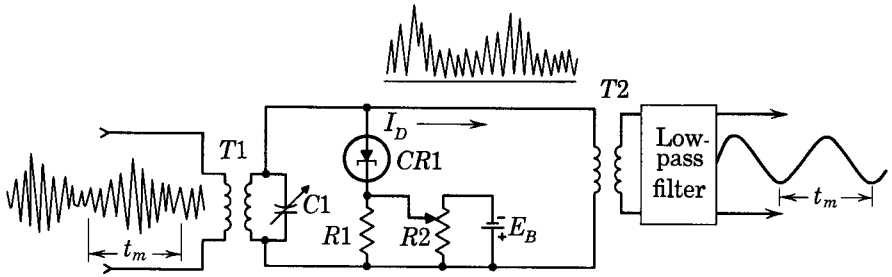 T1
C1
I_D
CR1
R1
R2
-
+
E_B
T2
Low-
pass
filter
t_m
t_m